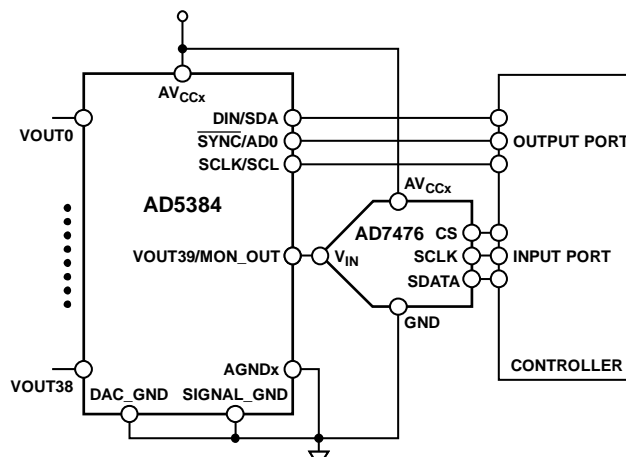 AVCCx
VOUT0
DIN/SDA
SYNC/AD0
SCLK/SCL
OUTPUT PORT
AD5384
AVCCx
AD7476
CS
VOUT39/MON_OUT
VIN
SCLK
INPUT PORT
SDATA
GND
AGNDx
CONTROLLER
VOUT38
DAC_GND
SIGNAL_GND